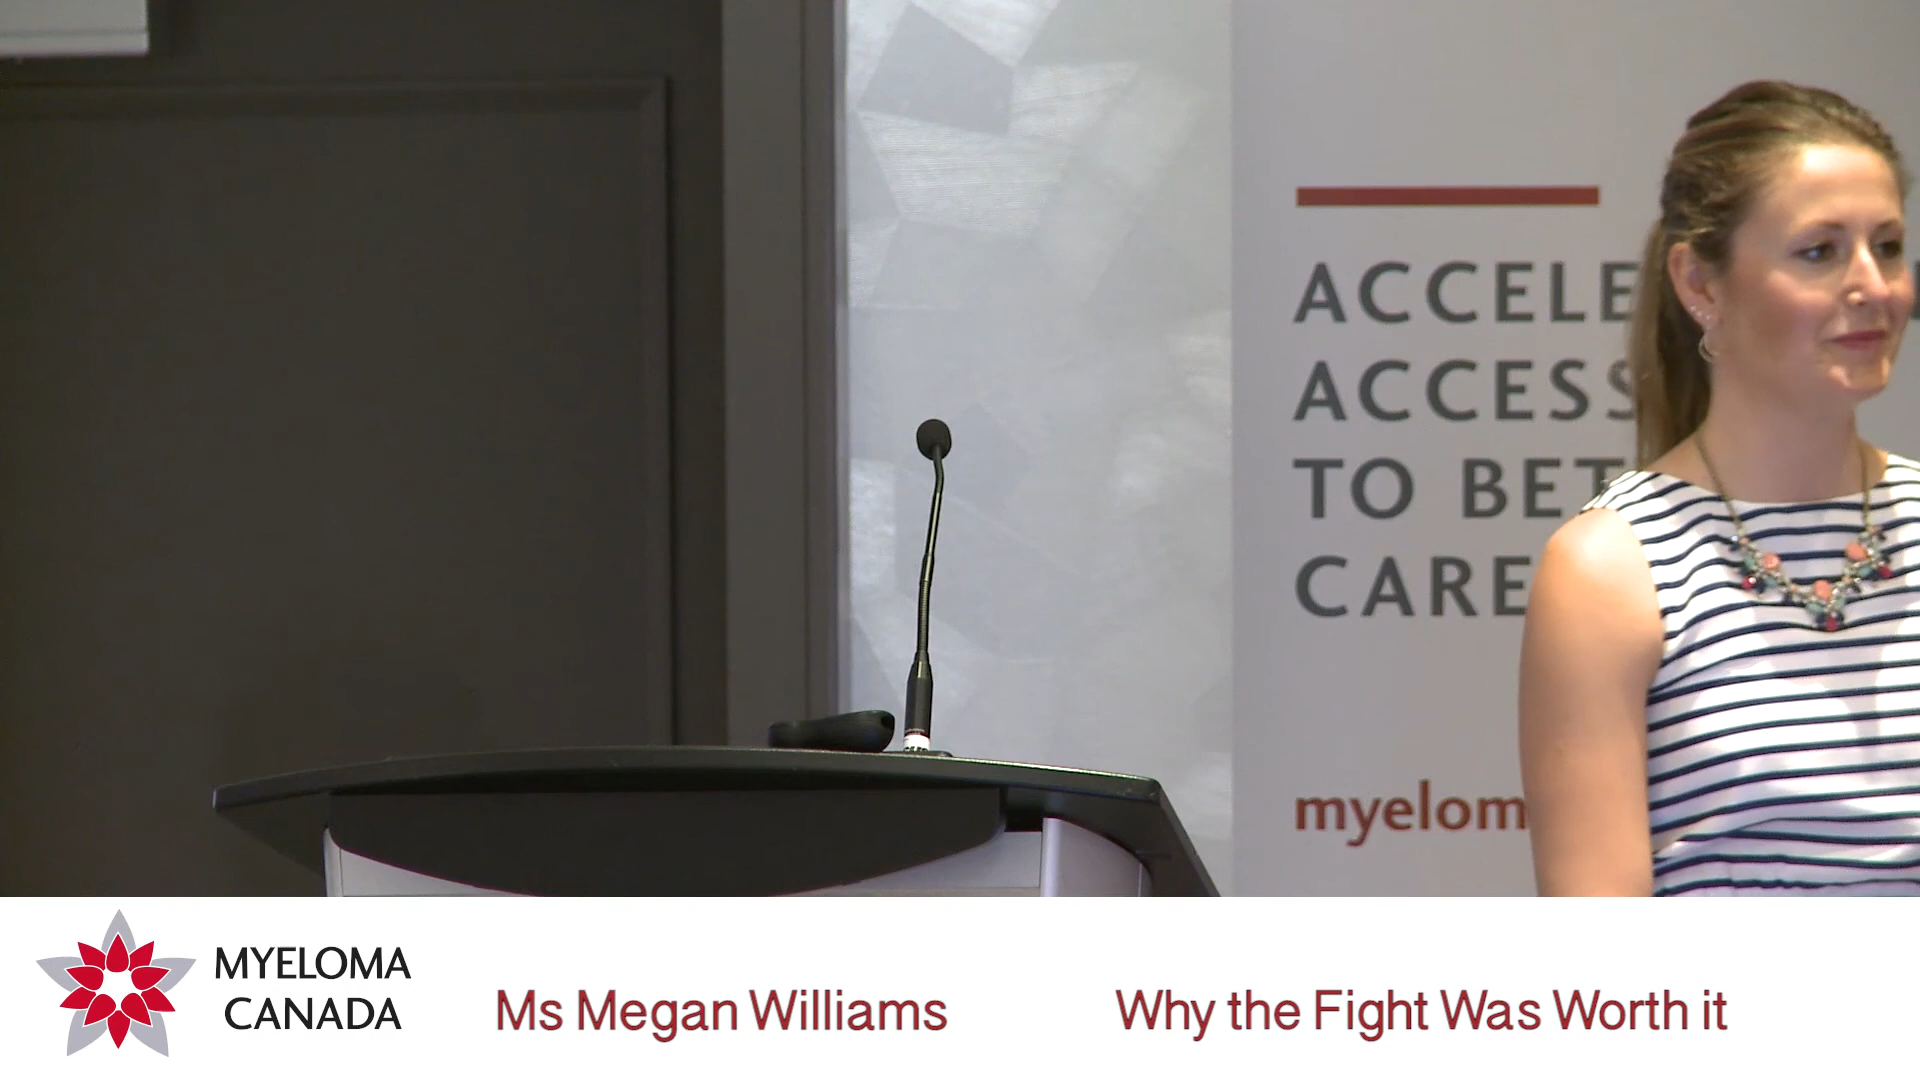 ACCELE
ACCESS
TO BET
CARE
myelom
MYELOMA
CANADA
Ms Megan Williams
Why the Fight Was Worth it